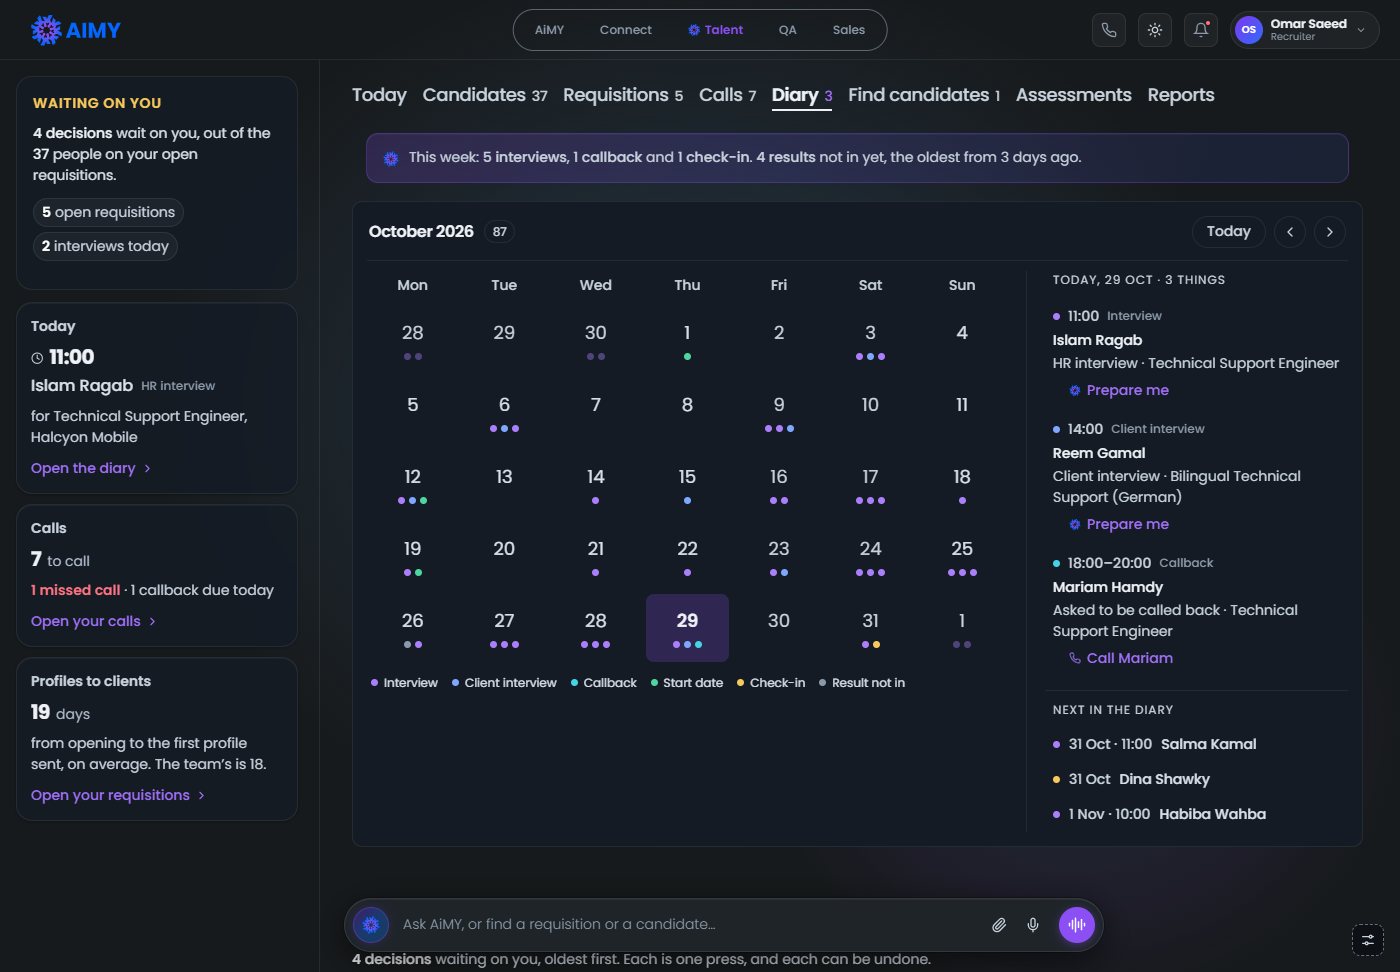 AiMY
AiMY
Connect
Talent
QA
Sales
OS
Omar Saeed
Recruiter
WAITING ON YOU
4 decisions wait on you, out of the
37 people on your open
requisitions.
5 open requisitions
2 interviews today
Today
11:00
Islam Ragab HR interview
for Technical Support Engineer,
Halcyon Mobile
Open the diary
Calls
7 to call
1 missed call · 1 callback due today
Open your calls
Profiles to clients
19 days
from opening to the first profile
sent, on average. The team's is 18.
Open your requisitions
Today Candidates 37 Requisitions 5 Calls 7 Diary 3 Find candidates 1 Assessments Reports
This week: 5 interviews, 1 callback and 1 check-in. 4 results not in yet, the oldest from 3 days ago.
October 2026 87
Today
Mon Tue Wed Thu Fri Sat Sun
28 29 30 1 2 3 4
5 6 7 8 9 10 11
12 13 14 15 16 17 18
19 20 21 22 23 24 25
26 27 28 29 30 31 1
Interview Client interview Callback Start date Check-in Result not in
TODAY, 29 OCT · 3 THINGS
11:00 Interview
Islam Ragab
HR interview · Technical Support Engineer
Prepare me
14:00 Client interview
Reem Gamal
Client interview · Bilingual Technical
Support (German)
Prepare me
18:00–20:00 Callback
Mariam Hamdy
Asked to be called back · Technical
Support Engineer
Call Mariam
NEXT IN THE DIARY
31 Oct · 11:00 Salma Kamal
31 Oct Dina Shawky
1 Nov · 10:00 Habiba Wahba
Ask AiMY, or find a requisition or a candidate...
4 decisions waiting on you, oldest first. Each is one press, and each can be undone.